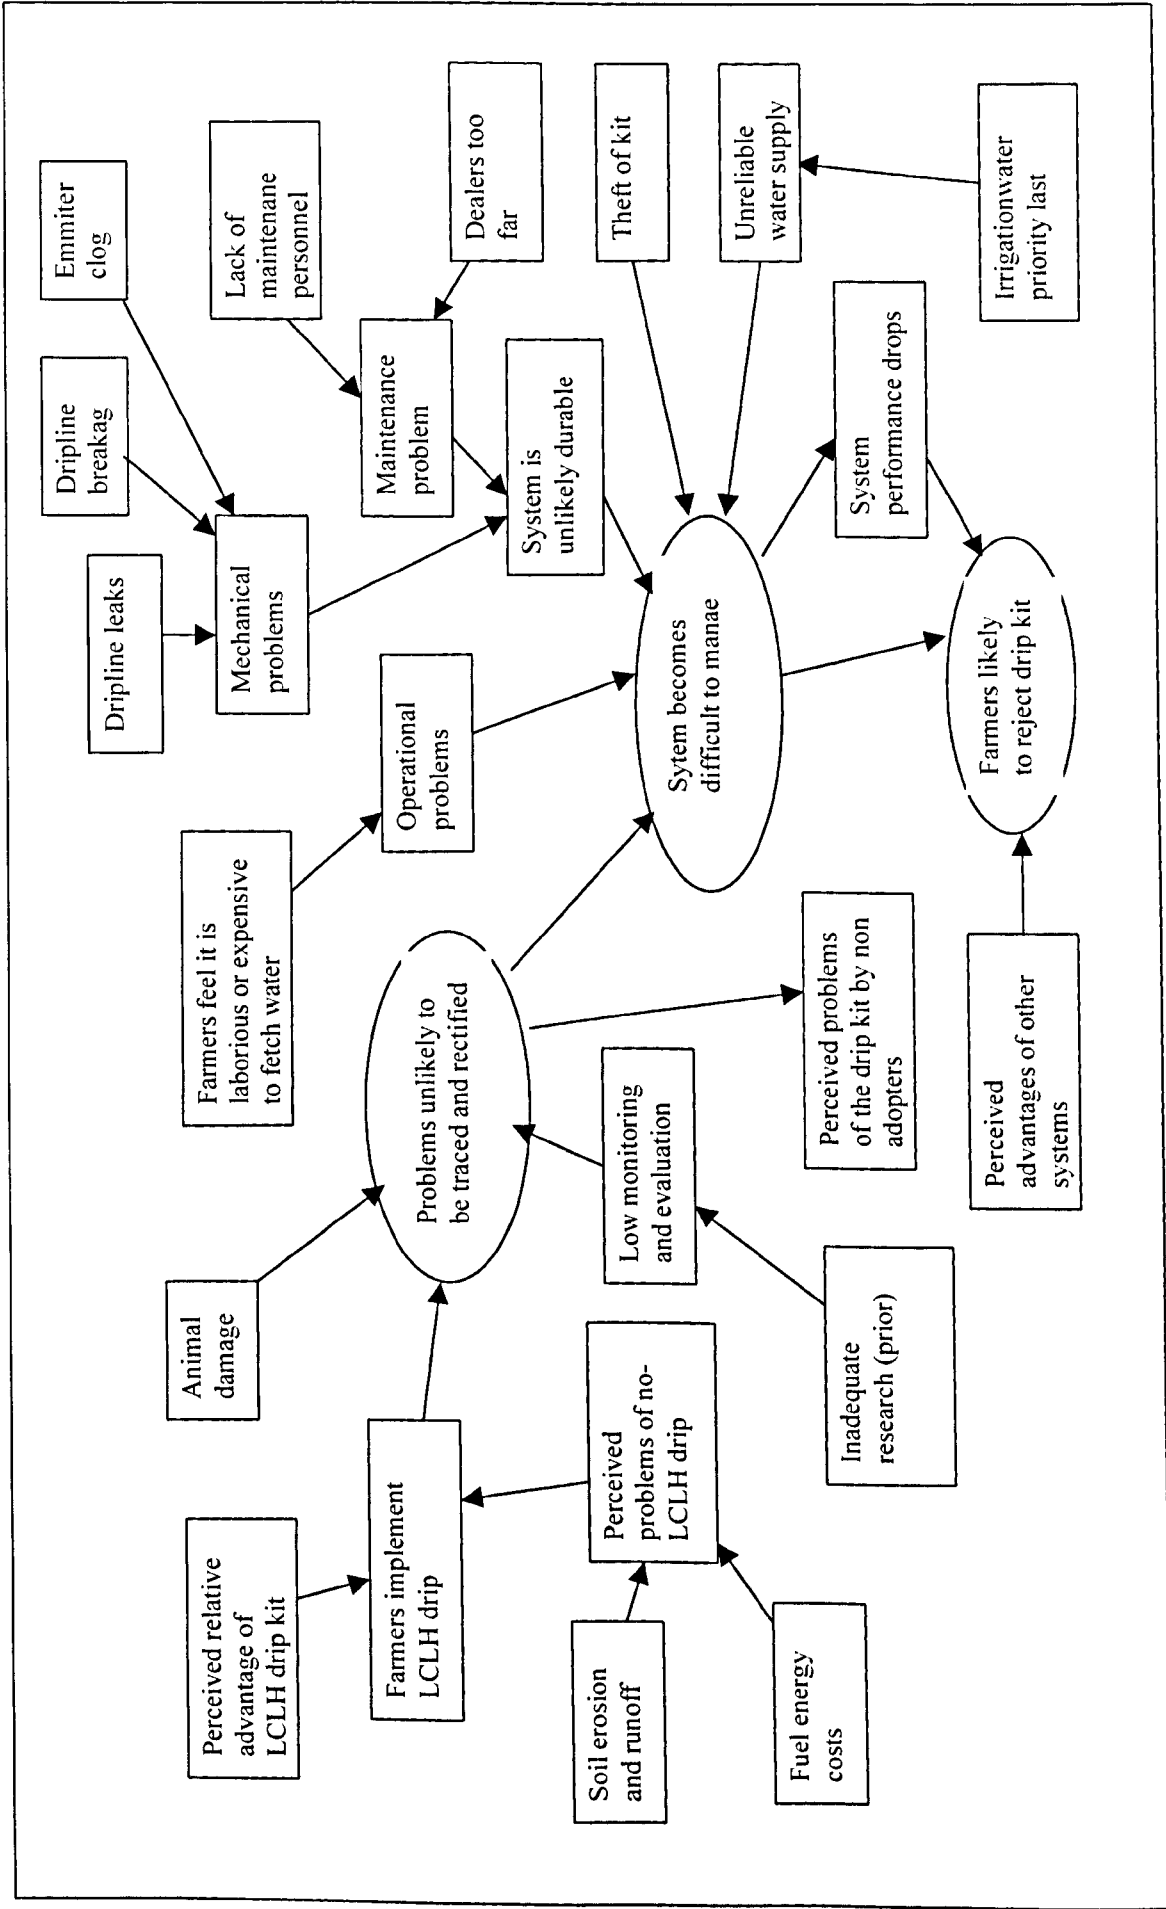 Dripline leaks
Dripline
breakag
Emmiter
clog
Perceived relative
advantage of
LCLH drip kit
Animal
damage
Farmers feel it is
laborious or expensive
to fetch water
Mechanical
problems
Lack of
maintenane
personnel
Farmers implement
LCLH drip
Problems unlikely to
be traced and rectified
Operational
problems
Maintenance
problem
Dealers too
far
System is
unlikely durable
Soil erosion
and runoff
Perceived
problems of no-
LCLH drip
Low monitoring
and evaluation
Sytem becomes
difficult to manae
Theft of kit
Fuel energy
costs
Inadequate
research (prior)
Perceived problems
of the drip kit by non
adopters
System
performance drops
Unreliable
water supply
Perceived
advantages of other
systems
Farmers likely
to reject drip kit
Irrigationwater
priority last